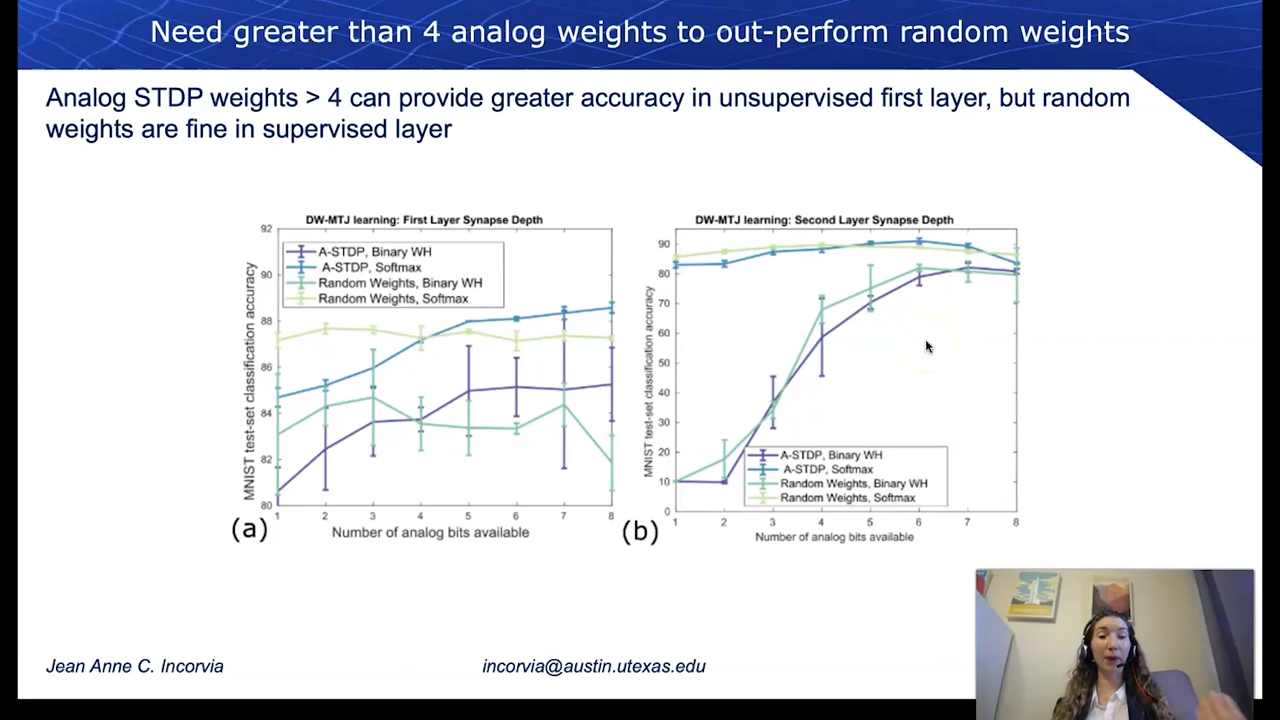 Need greater than 4 analog weights to out-perform random weights
Analog STDP weights > 4 can provide greater accuracy in unsupervised first layer, but random
weights are fine in supervised layer
DW-MTJ learning: First Layer Synapse Depth
92
90
88
86
84
82
80
MNIST test-set classification accuracy
A-STDP, Binary WH
A-STDP, Softmax
Random Weights, Binary WH
Random Weights, Softmax
1 2 3 4 5 6 7 8
Number of analog bits available
(a)
DW-MTJ learning: Second Layer Synapse Depth
90
80
70
60
50
40
30
20
10
0
MNIST test-set classification accuracy
A-STDP, Binary WH
A-STDP, Softmax
Random Weights, Binary WH
Random Weights, Softmax
1 2 3 4 5 6 7 8
Number of analog bits available
(b)
Jean Anne C. Incorvia
incorvia@austin.utexas.edu